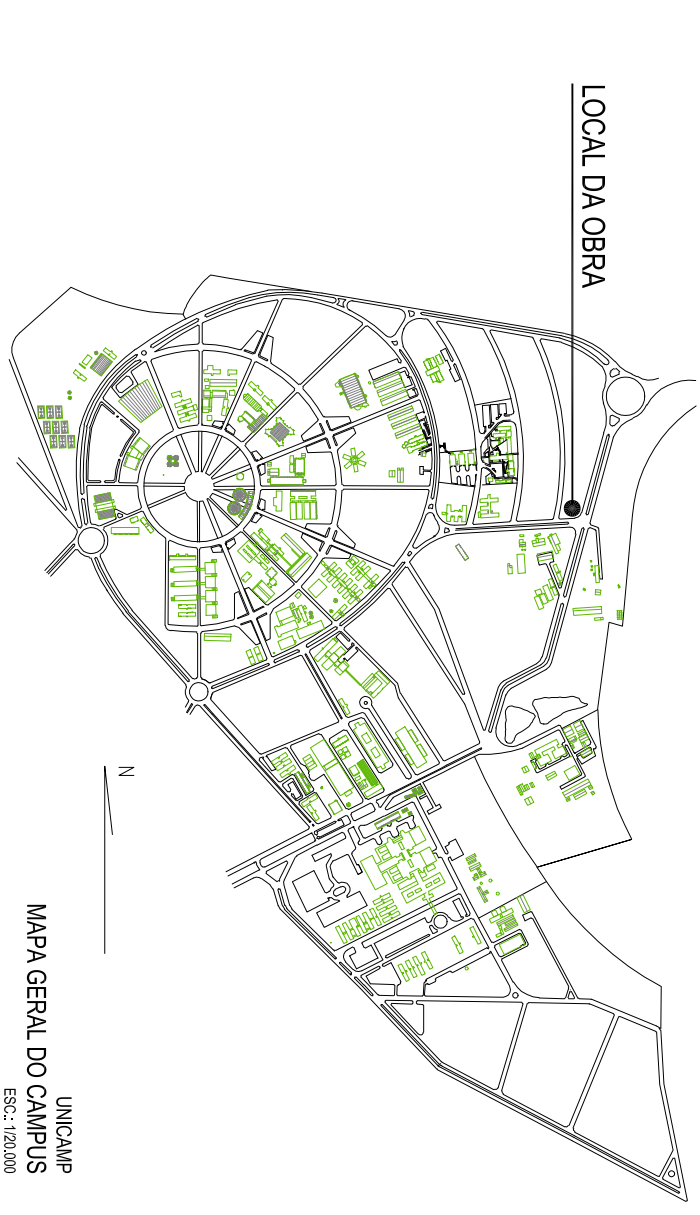 LOCAL DA OBRA
N
UNICAMP
MAPA GERAL DO CAMPUS
ESC.: 1/20.000